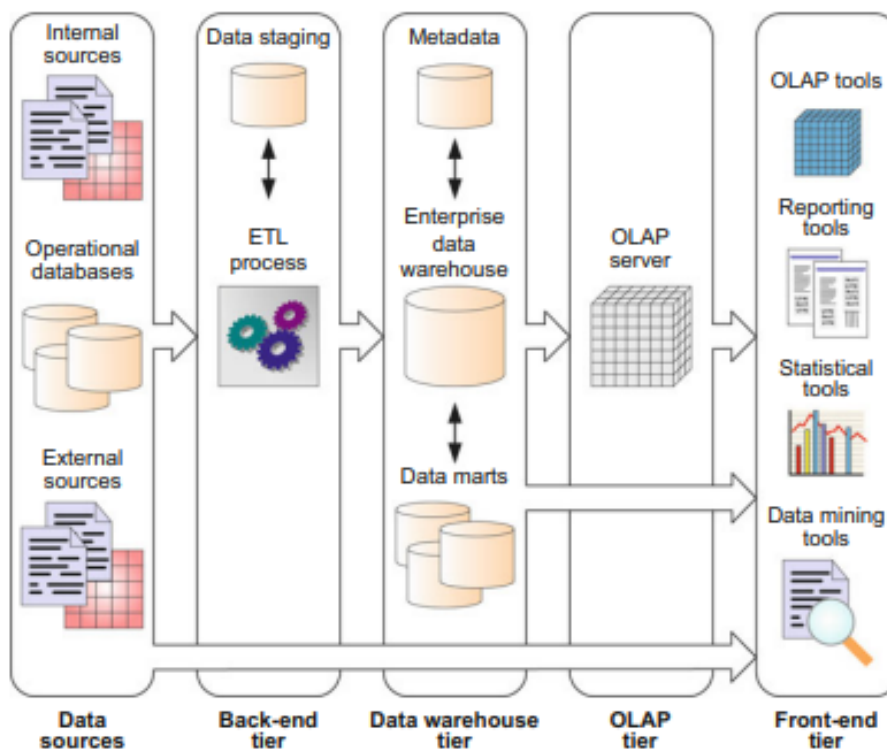 Internal
sources
Operational
databases
External
sources
Data
sources
Data staging
ETL
process
Back-end
tier
Metadata
Enterprise
data
warehouse
Data marts
Data warehouse
tier
OLAP
server
OLAP
tier
OLAP tools
Reporting
tools
Statistical
tools
Data mining
tools
Front-end
tier